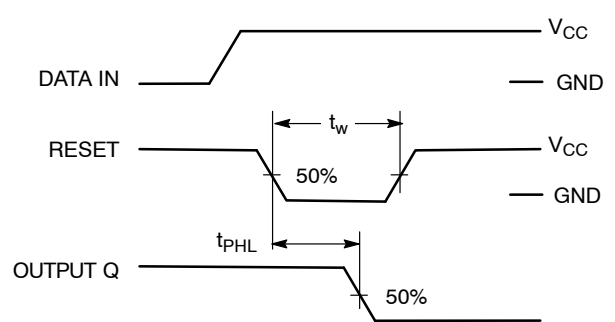 V_CC
DATA IN
GND
t_w
RESET
V_CC
50%
GND
t_PHL
OUTPUT Q
50%